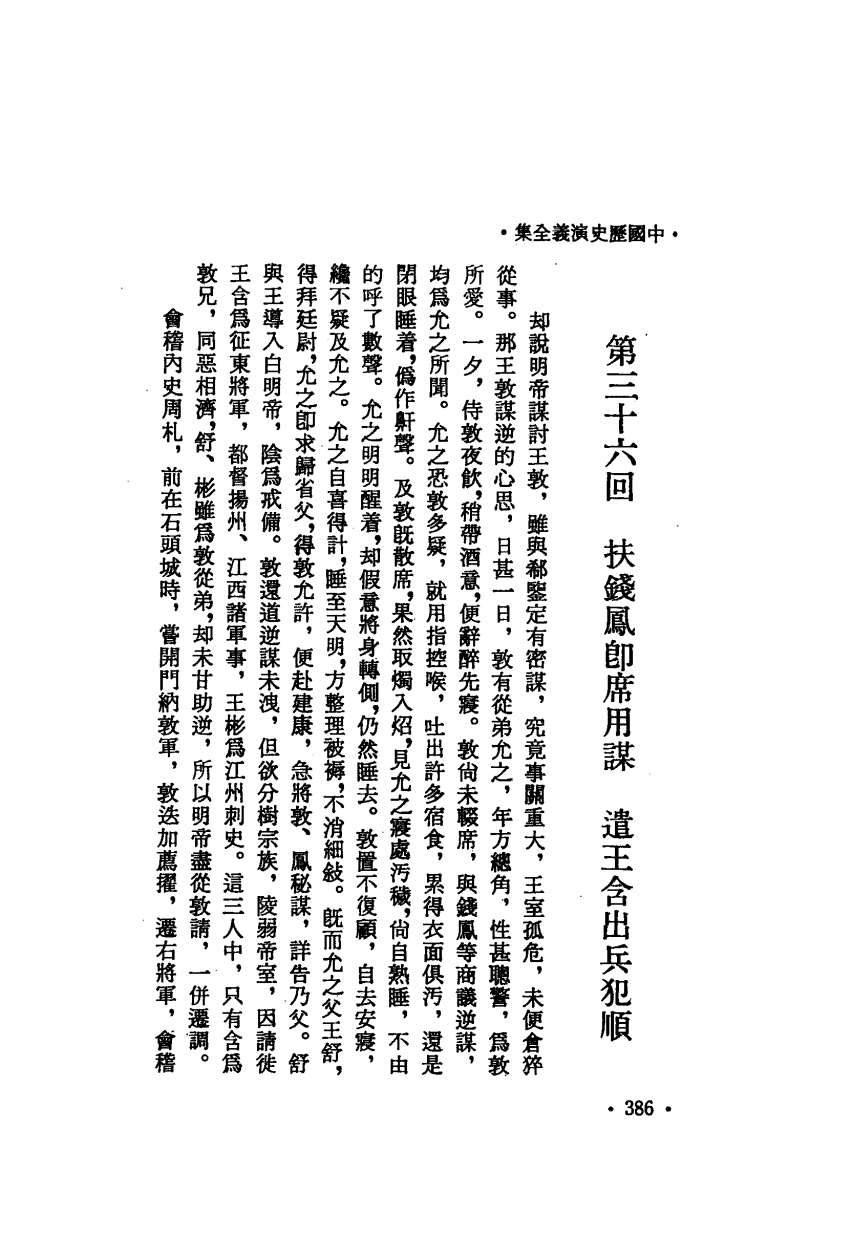 •中國歷史演義全集•
第三十六回　扶錢鳳卽席用謀　遣王含出兵犯順
却說明帝謀討王敦，雖與郗鑒定有密謀，究竟事關重大，王室孤危，未便倉猝
從事。那王敦謀逆的心思，日甚一日，敦有從弟允之，年方總角，性甚聰警，爲敦
所愛。一夕，侍敦夜飲，稍帶酒意，便辭醉先寢。敦尙未輟席，與錢鳳等商議逆謀，
均爲允之所聞。允之恐敦多疑，就用指控喉，吐出許多宿食，累得衣面俱汚，還是
閉眼睡着，僞作鼾聲。及敦旣散席，果然取燭入炤，見允之寢處汚穢，尙自熟睡，不由
的呼了數聲。允之明明醒着，却假意將身轉側，仍然睡去。敦置不復顧，自去安寢，
纔不疑及允之。允之自喜得計，睡至天明，方整理被褥，不消細敍。旣而允之父王舒，
得拜廷尉，允之卽求歸省父，得敦允許，便赴建康，急將敦、鳳秘謀，詳告乃父。舒
與王導入白明帝，陰爲戒備。敦還道逆謀未洩，但欲分樹宗族，陵弱帝室，因請徙
王含爲征東將軍，都督揚州、江西諸軍事，王彬爲江州刺史。這三人中，只有含爲
敦兄，同惡相濟，舒、彬雖爲敦從弟，却未甘助逆，所以明帝盡從敦請，一併遷調。
會稽內史周札，前在石頭城時，嘗開門納敦軍，敦迭加薦擢，遷右將軍，會稽
•386•